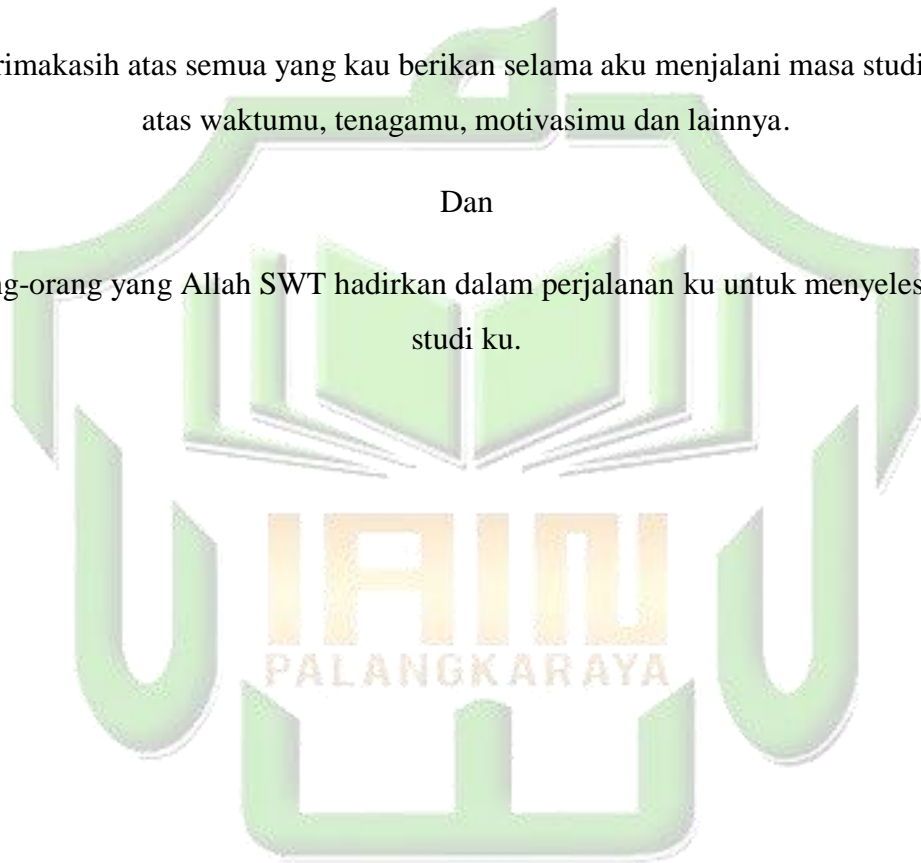 rimakasih atas semua yang kau berikan selama aku menjalani masa studi
atas waktumu, tenagamu, motivasimu dan lainnya.
Dan
ng-orang yang Allah SWT hadirkan dalam perjalanan ku untuk menyeles
studi ku.
IAIN
PALANGKARAYA